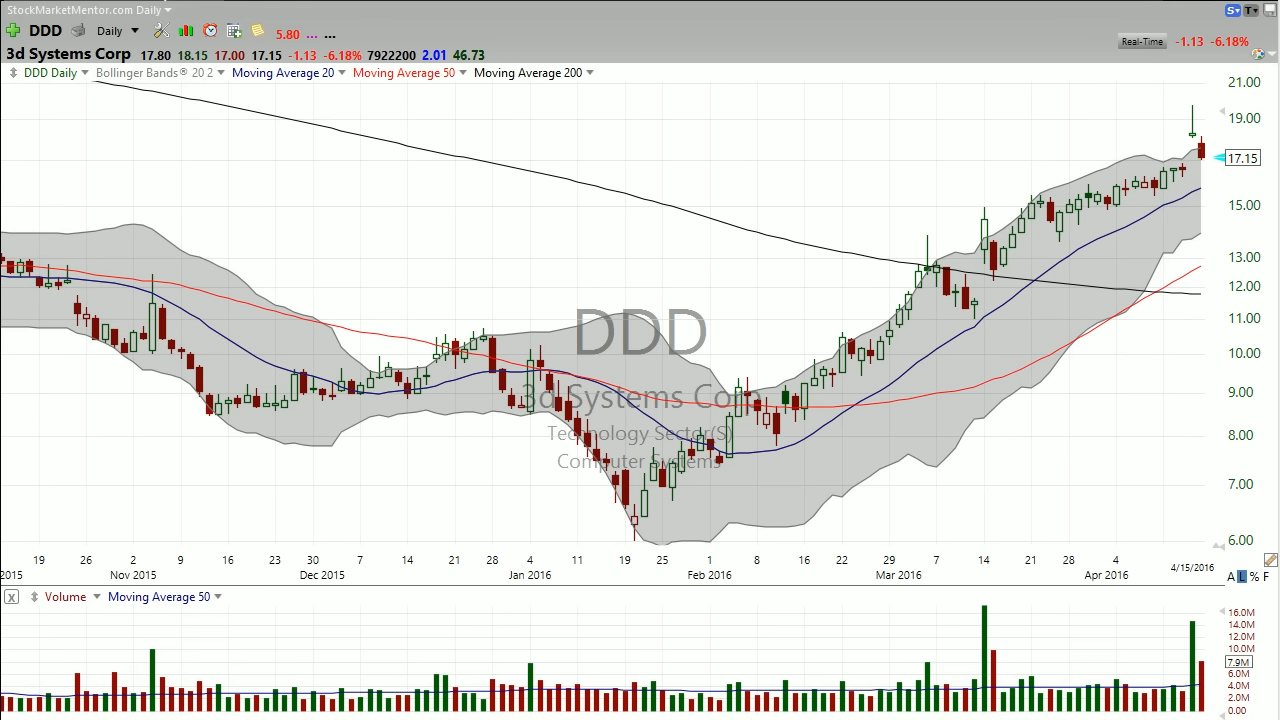 StockMarketMentor.com Daily
DDD Daily 5.80 ... ...
S T
3d Systems Corp 17.80 18.15 17.00 17.15 -1.13 -6.18% 7922200 2.01 46.73
Real-Time -1.13 -6.18%
DDD Daily Bollinger Bands® 20 2 Moving Average 20 Moving Average 50 Moving Average 200
21.00
19.00
17.15
15.00
13.00
12.00
11.00
10.00
9.00
8.00
7.00
6.00
DDD
3d Systems Corp
Technology Sector(S)
Computer Systems
19 26 2 9 16 23 30 7 14 21 28 4 11 19 25 1 8 16 22 29 7 14 21 28 4
2015 Nov 2015 Dec 2015 Jan 2016 Feb 2016 Mar 2016 Apr 2016 4/15/2016
A L % F
X Volume Moving Average 50
16.0M
14.0M
12.0M
10.0M
7.9M
6.0M
4.0M
2.0M
0.00